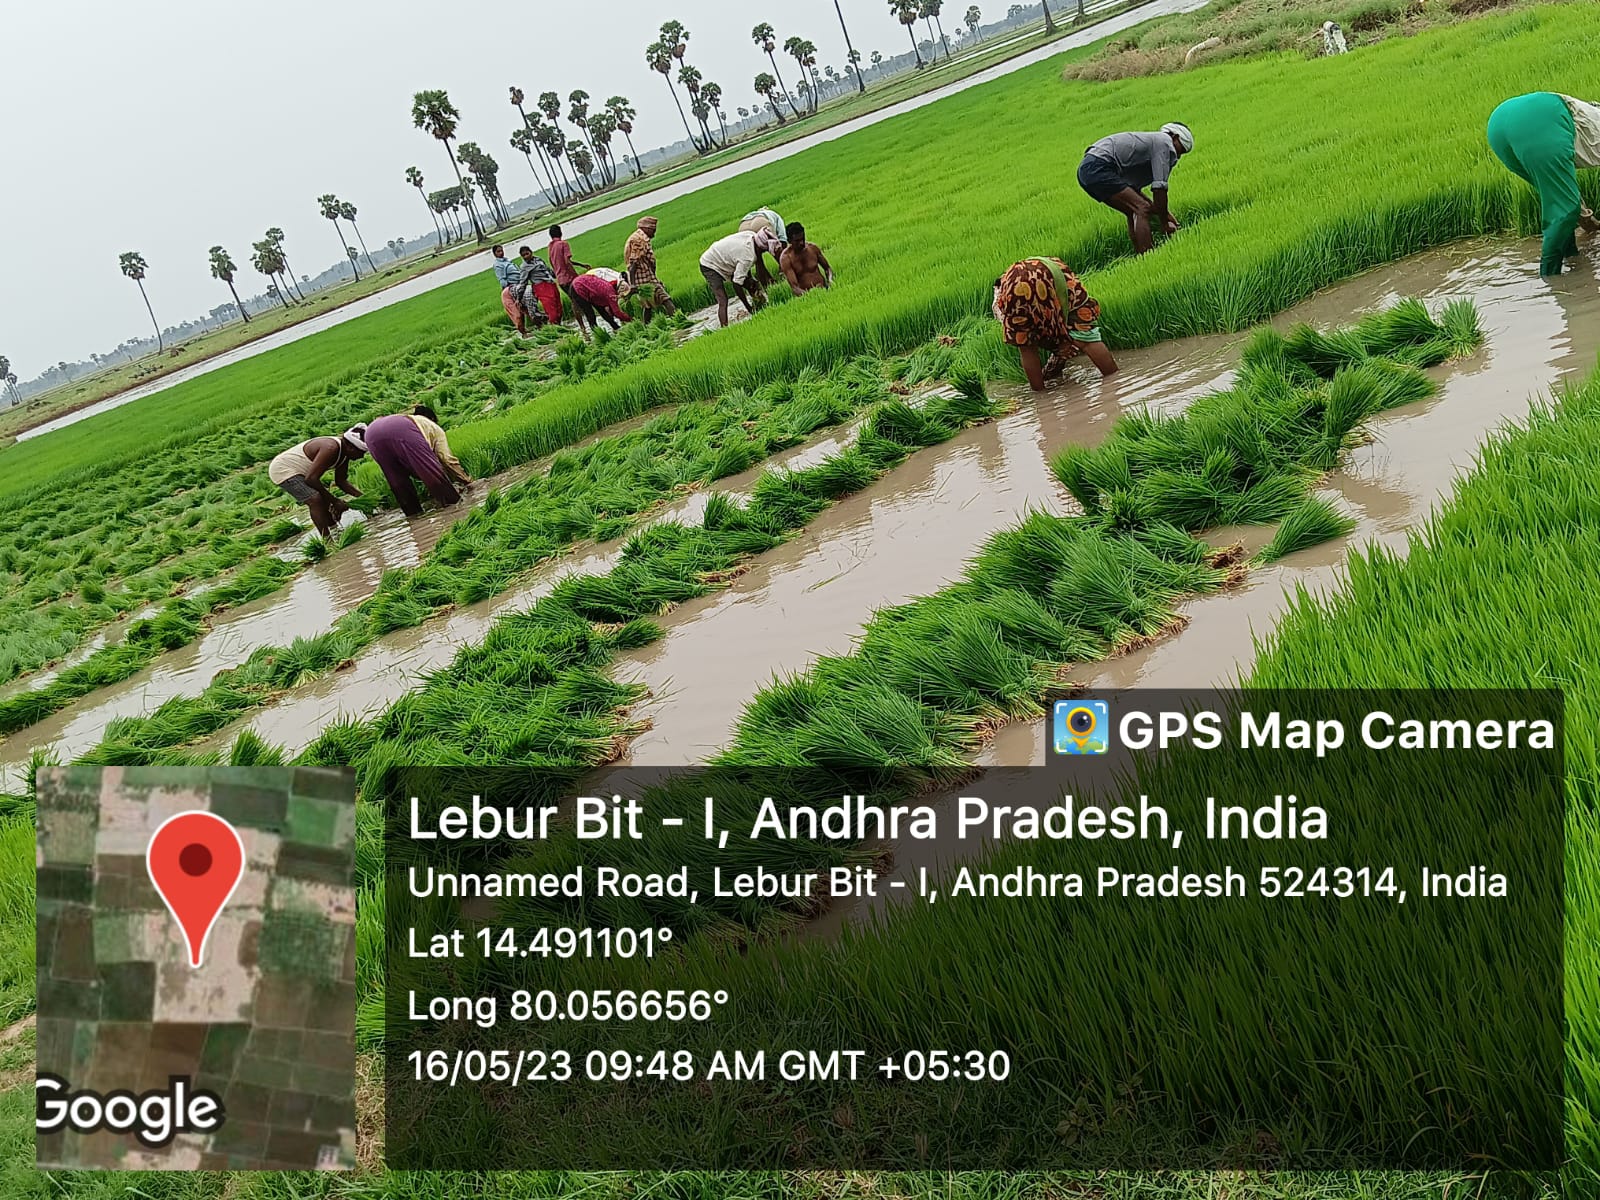 GPS Map Camera
Lebur Bit - I, Andhra Pradesh, India
Unnamed Road, Lebur Bit - I, Andhra Pradesh 524314, India
Lat 14.491101°
Long 80.056656°
16/05/23 09:48 AM GMT +05:30
Google